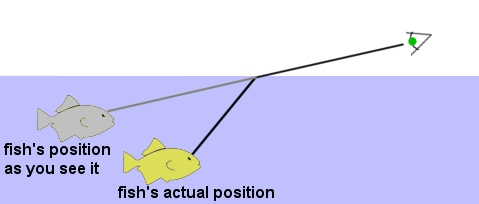 fish's position
as you see it
fish's actual position